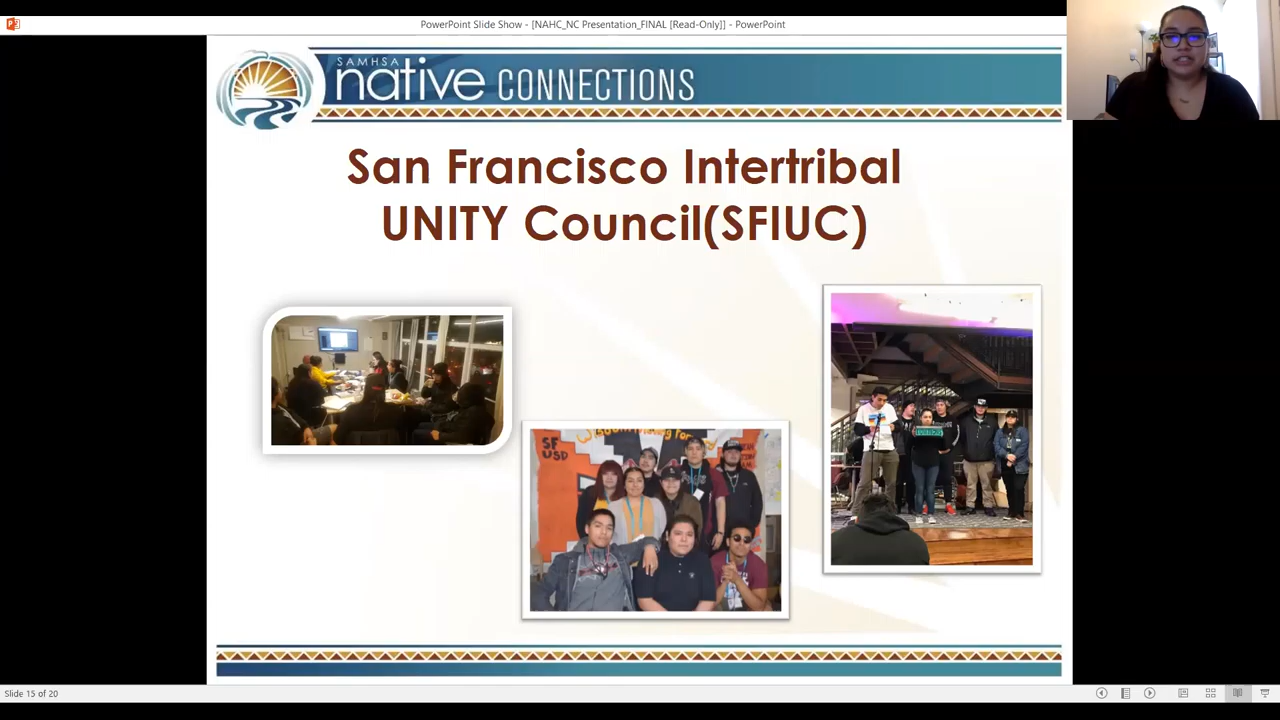 PowerPoint Slide Show - [NAHC_NC Presentation_FINAL [Read-Only]] - PowerPoint
SAMHSA
native CONNECTIONS
San Francisco Intertribal
UNITY Council(SFIUC)
SF
USD
Slide 15 of 20